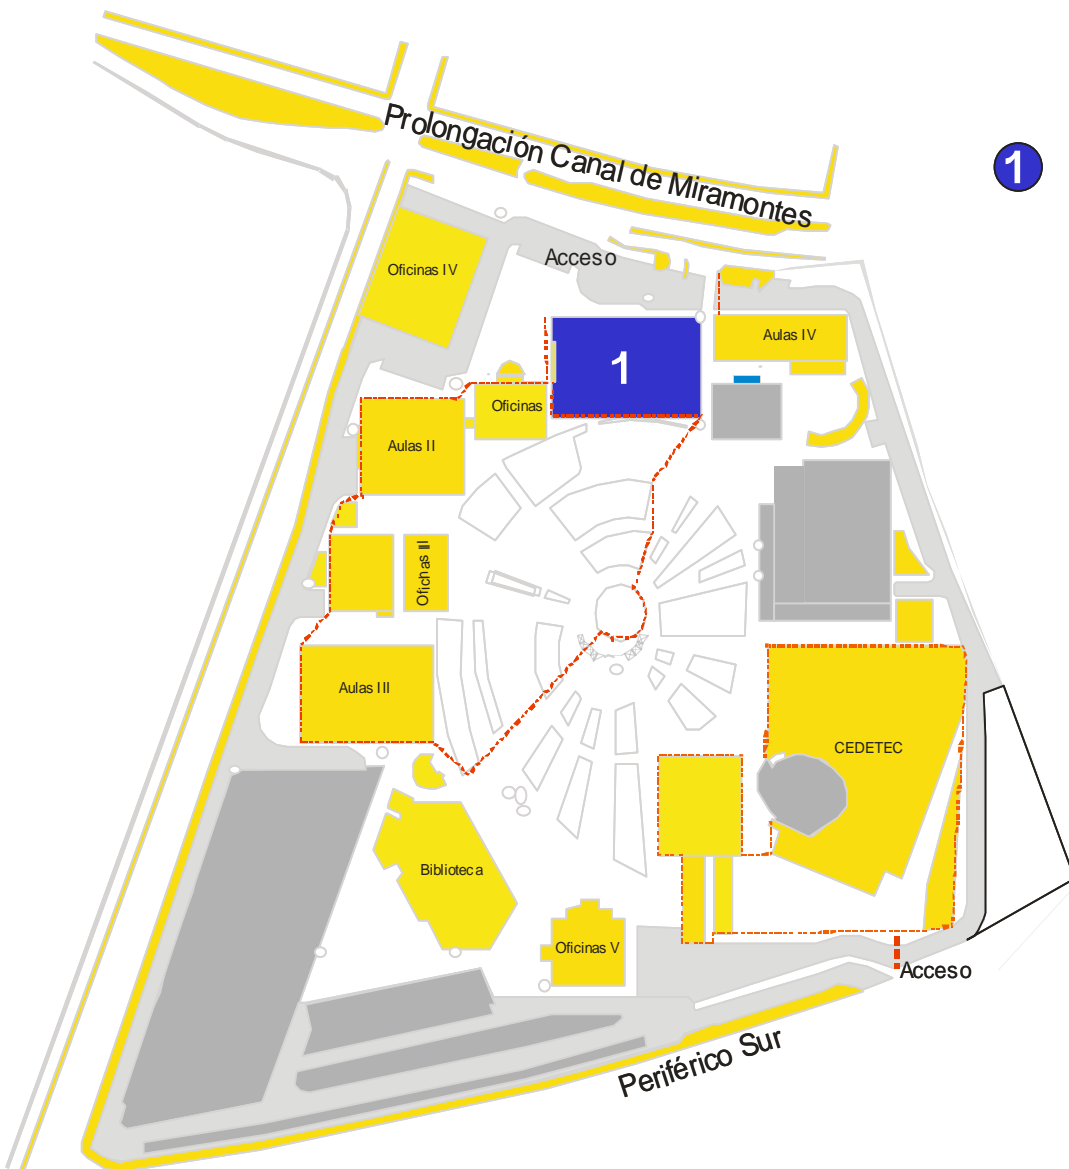 Prolongación Canal de Miramontes
1
Acceso
Oficinas IV
Aulas IV
1
Oficinas
Aulas II
Oficinas III
Aulas III
CEDETEC
Biblioteca
Oficinas V
Acceso
Periférico Sur